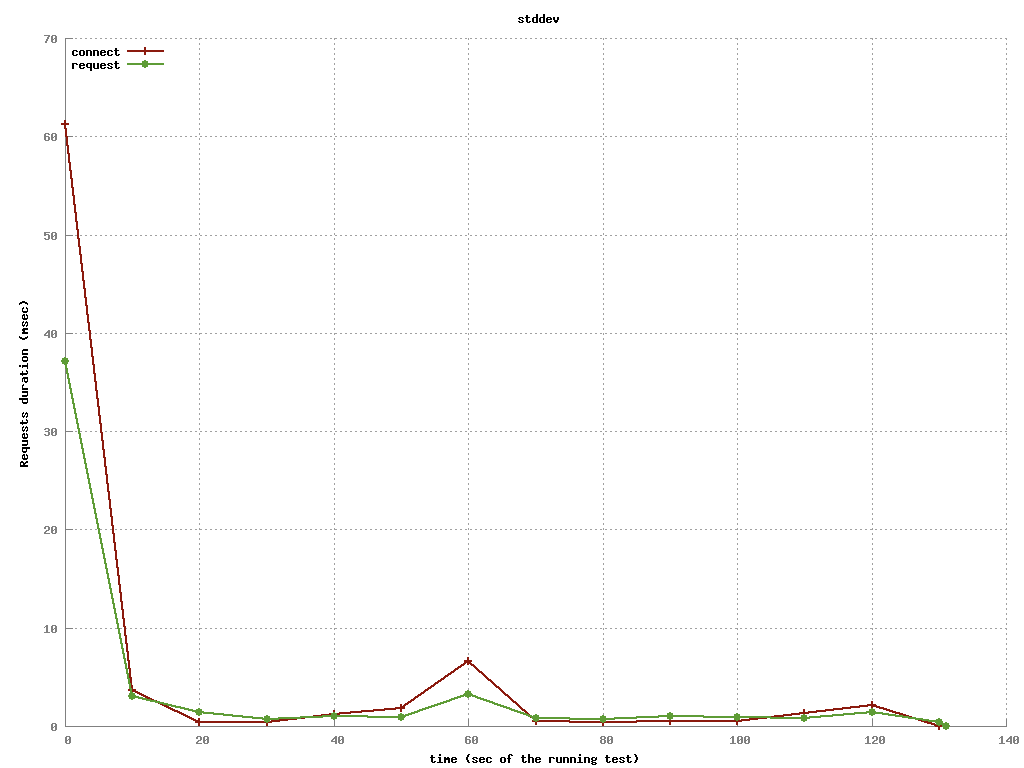 stddev
connect
request
70
60
50
40
30
20
10
0
Requests duration (msec)
0 20 40 60 80 100 120 140
time (sec of the running test)